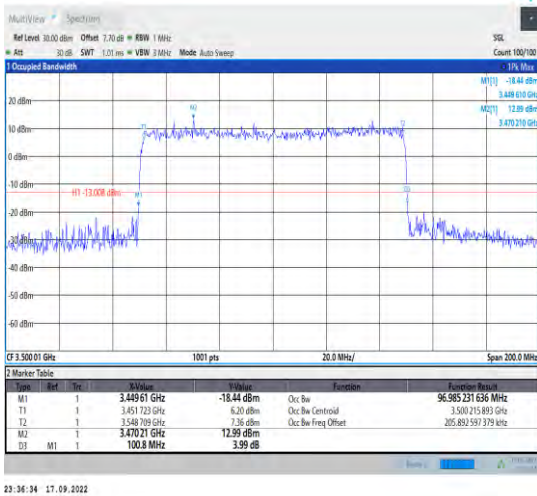 MultiView Spectrum
Ref Level 30.00 dBm Offset 7.70 dB RBW 1 MHz SGL
Att 30 dB SWT 1.01 ms VBW 3 MHz Mode Auto Sweep Count 100/100
1 Occupied Bandwidth 1Pk Max
M1[1] -18.44 dBm
3.449 610 GHz
M2[1] 12.99 dBm
3.470 210 GHz
20 dBm
M2
T1 T2
10 dBm
0 dBm
-10 dBm
H1 -13.008 dBm M1 D3
-20 dBm
-30 dBm
-40 dBm
-50 dBm
-60 dBm
CF 3.500 01 GHz 1001 pts 20.0 MHz/ Span 200.0 MHz
2 Marker Table
Type Ref Trc X-Value Y-Value Function Function Result
M1 1 3.449 61 GHz -18.44 dBm Occ Bw 96.985 231 636 MHz
T1 1 3.451 723 GHz 6.20 dBm Occ Bw Centroid 3.500 215 893 GHz
T2 1 3.548 709 GHz 7.36 dBm Occ Bw Freq Offset 205.892 597 379 kHz
M2 1 3.470 21 GHz 12.99 dBm
D3 M1 1 100.8 MHz 3.99 dB
23:36:34 17.09.2022